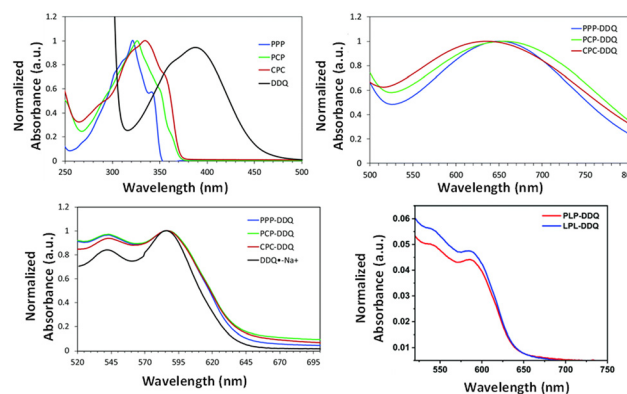 1.2
1
0.8
0.6
0.4
0.2
0
250 300 350 400 450 500
Normalized
Absorbance (a.u.)
Wavelength (nm)
PPP
PCP
CPC
DDQ
1.2
1
0.8
0.6
0.4
0.2
0
500 550 600 650 700 750 80
Normalized
Absorbance (a.u.)
Wavelength (nm)
PPP-DDQ
PCP-DDQ
CPC-DDQ
1.2
1
0.8
0.6
0.4
0.2
0
520 545 570 595 620 645 670 695
Normalized
Absorbance (a.u.)
Wavelength (nm)
PPP-DDQ
PCP-DDQ
CPC-DDQ
DDQ•-Na+
0.06
0.05
0.04
0.03
0.02
0.01
550 600 650 700 750
Normalized
Absorbance (a.u.)
Wavelength (nm)
PLP-DDQ
LPL-DDQ